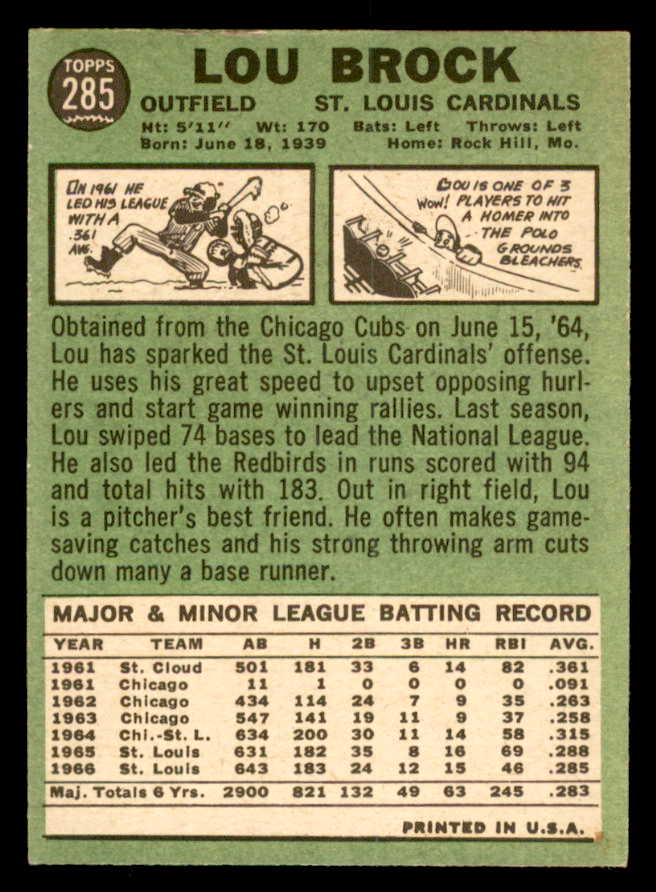 TOPPS
285
LOU BROCK
OUTFIELD ST. LOUIS CARDINALS
Ht: 5'11" Wt: 170 Bats: Left Throws: Left
Born: June 18, 1939 Home: Rock Hill, Mo.
IN 1961 HE
LED HIS LEAGUE
WITH A
.361
AVG.
LOU IS ONE OF 3
WOW! PLAYERS TO HIT
A HOMER INTO
THE POLO
GROUNDS
BLEACHERS
Obtained from the Chicago Cubs on June 15, '64,
Lou has sparked the St. Louis Cardinals' offense.
He uses his great speed to upset opposing hurl-
ers and start game winning rallies. Last season,
Lou swiped 74 bases to lead the National League.
He also led the Redbirds in runs scored with 94
and total hits with 183. Out in right field, Lou
is a pitcher's best friend. He often makes game-
saving catches and his strong throwing arm cuts
down many a base runner.
MAJOR & MINOR LEAGUE BATTING RECORD
YEAR TEAM AB H 2B 3B HR RBI AVG.
1961 St. Cloud 501 181 33 6 14 82 .361
1961 Chicago 11 1 0 0 0 0 .091
1962 Chicago 434 114 24 7 9 35 .263
1963 Chicago 547 141 19 11 9 37 .258
1964 Chi.-St. L. 634 200 30 11 14 58 .315
1965 St. Louis 631 182 35 8 16 69 .288
1966 St. Louis 643 183 24 12 15 46 .285
Maj. Totals 6 Yrs. 2900 821 132 49 63 245 .283
PRINTED IN U.S.A.